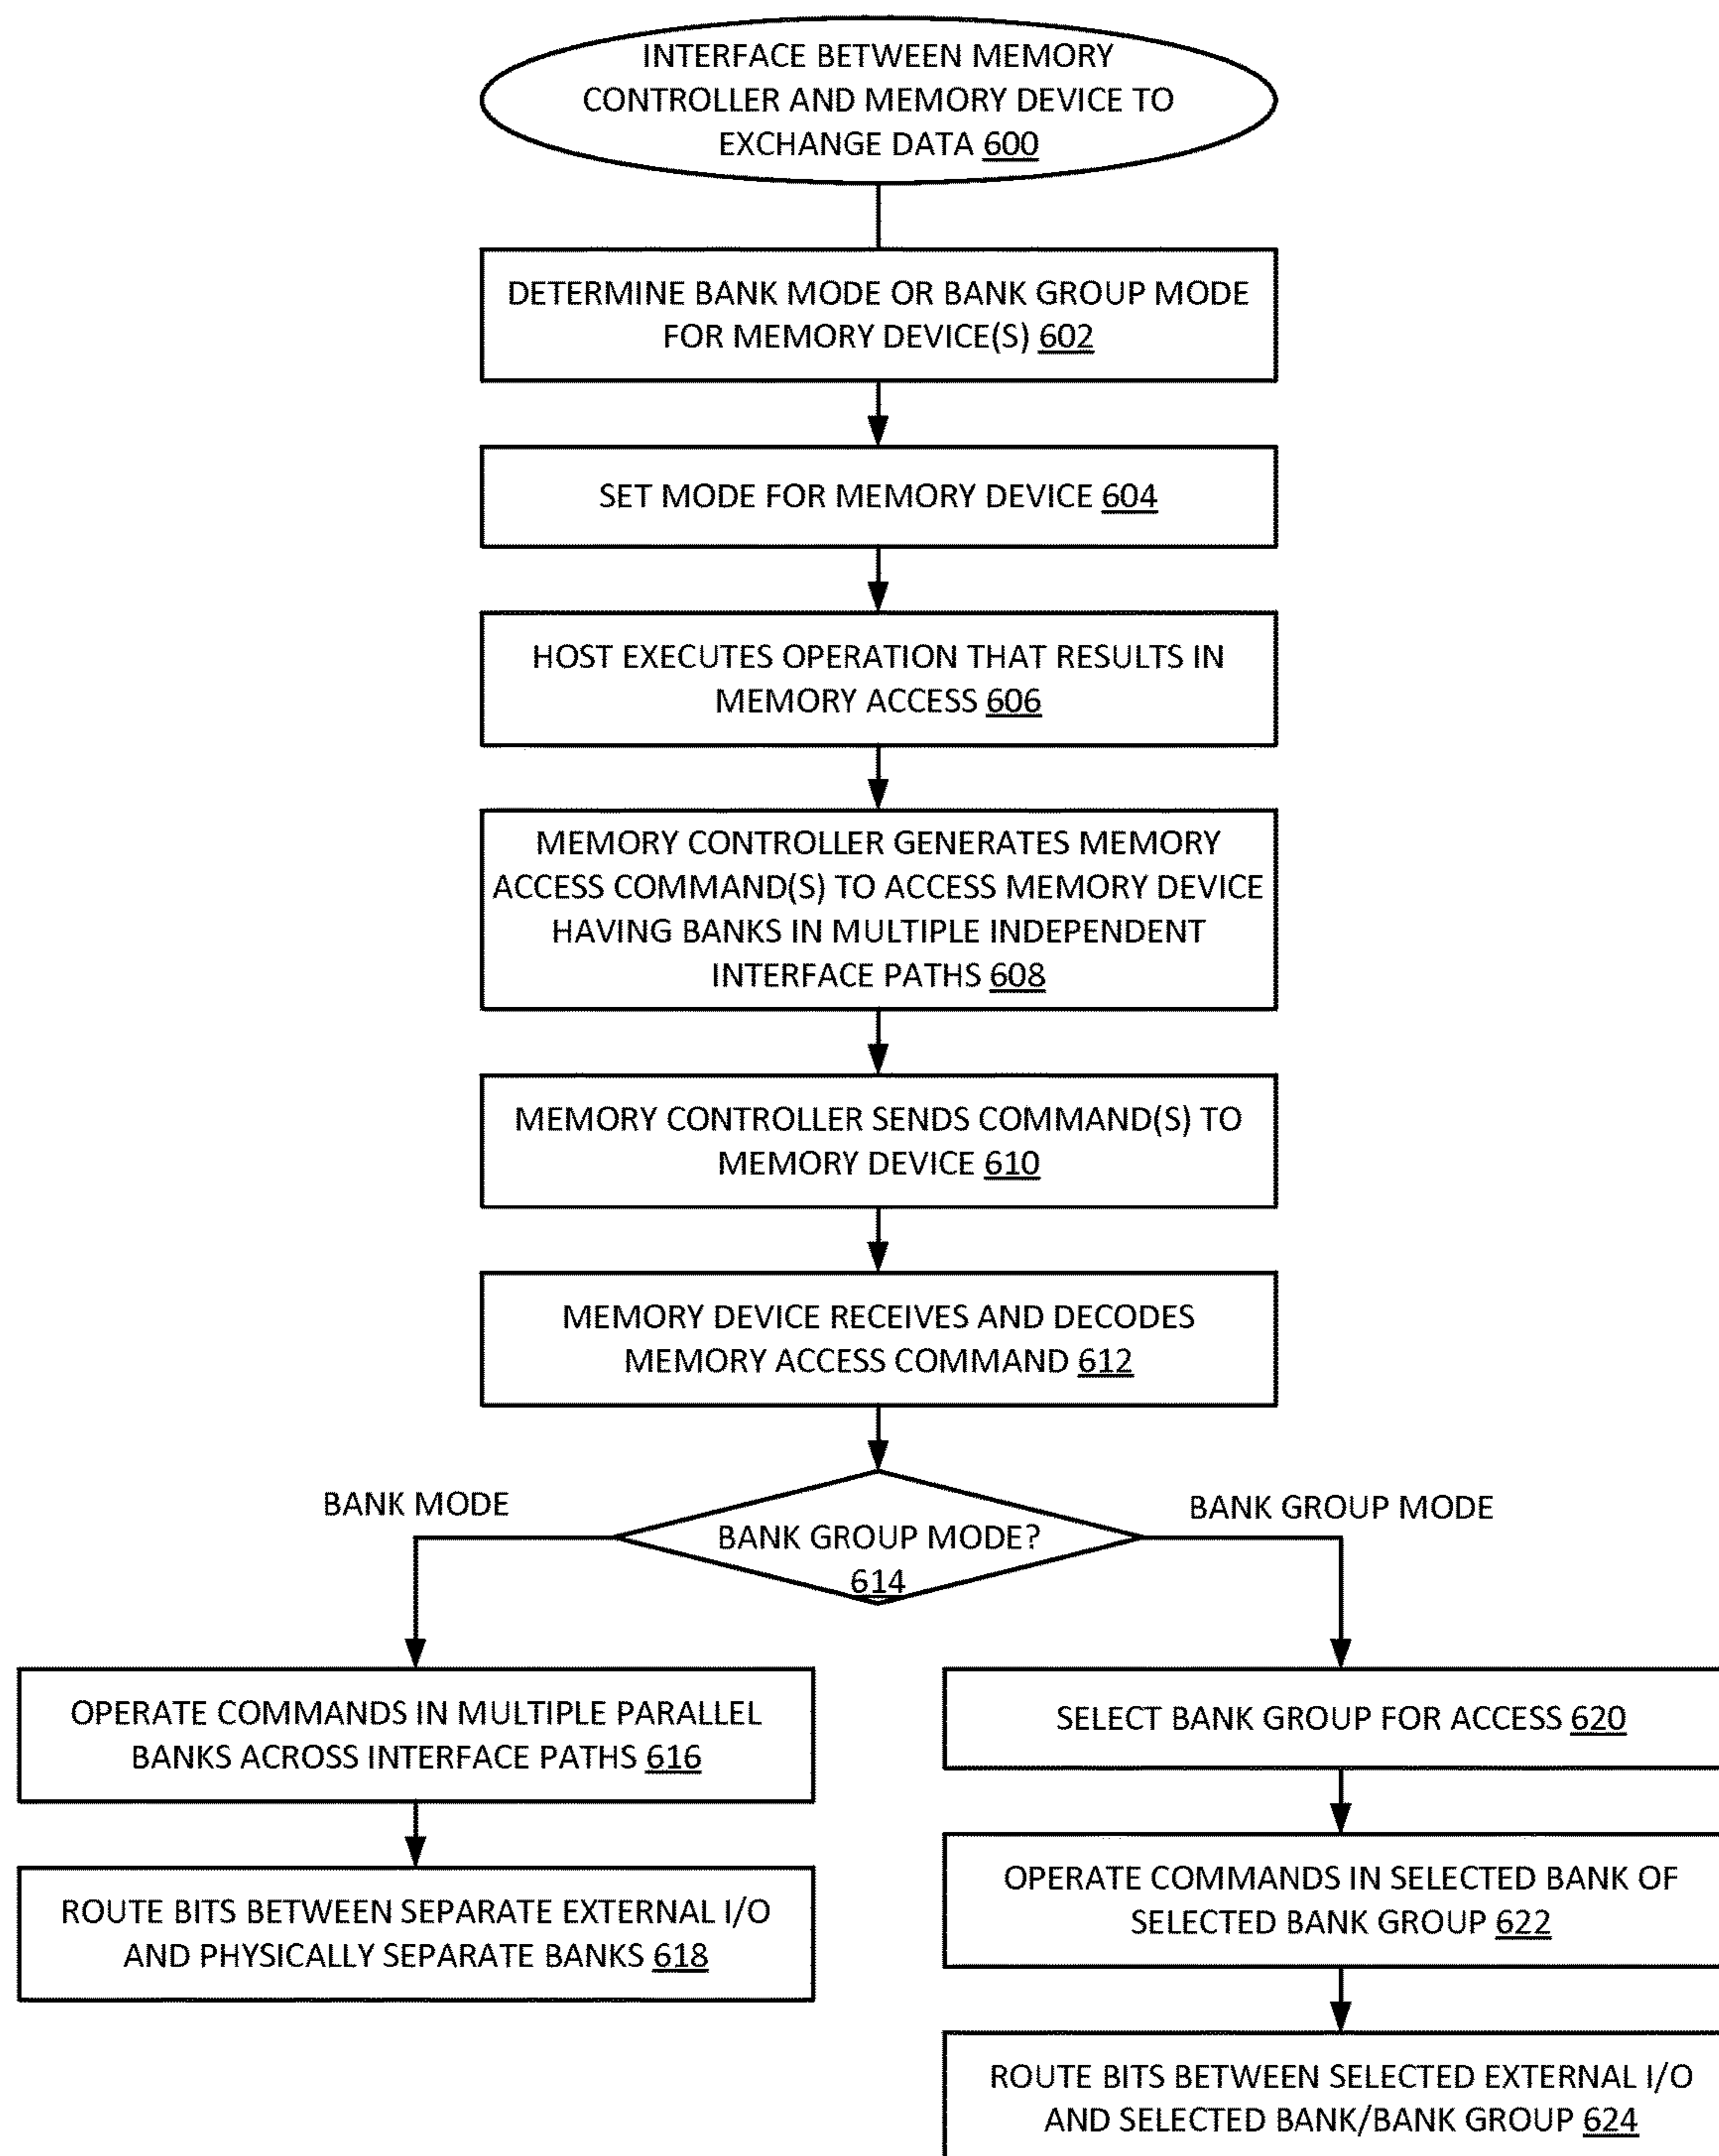 INTERFACE BETWEEN MEMORY
CONTROLLER AND MEMORY DEVICE TO
EXCHANGE DATA 600
DETERMINE BANK MODE OR BANK GROUP MODE
FOR MEMORY DEVICE(S) 602
SET MODE FOR MEMORY DEVICE 604
HOST EXECUTES OPERATION THAT RESULTS IN
MEMORY ACCESS 606
MEMORY CONTROLLER GENERATES MEMORY
ACCESS COMMAND(S) TO ACCESS MEMORY DEVICE
HAVING BANKS IN MULTIPLE INDEPENDENT
INTERFACE PATHS 608
MEMORY CONTROLLER SENDS COMMAND(S) TO
MEMORY DEVICE 610
MEMORY DEVICE RECEIVES AND DECODES
MEMORY ACCESS COMMAND 612
BANK GROUP MODE?
614
BANK MODE
OPERATE COMMANDS IN MULTIPLE PARALLEL
BANKS ACROSS INTERFACE PATHS 616
ROUTE BITS BETWEEN SEPARATE EXTERNAL I/O
AND PHYSICALLY SEPARATE BANKS 618
BANK GROUP MODE
SELECT BANK GROUP FOR ACCESS 620
OPERATE COMMANDS IN SELECTED BANK OF
SELECTED BANK GROUP 622
ROUTE BITS BETWEEN SELECTED EXTERNAL I/O
AND SELECTED BANK/BANK GROUP 624